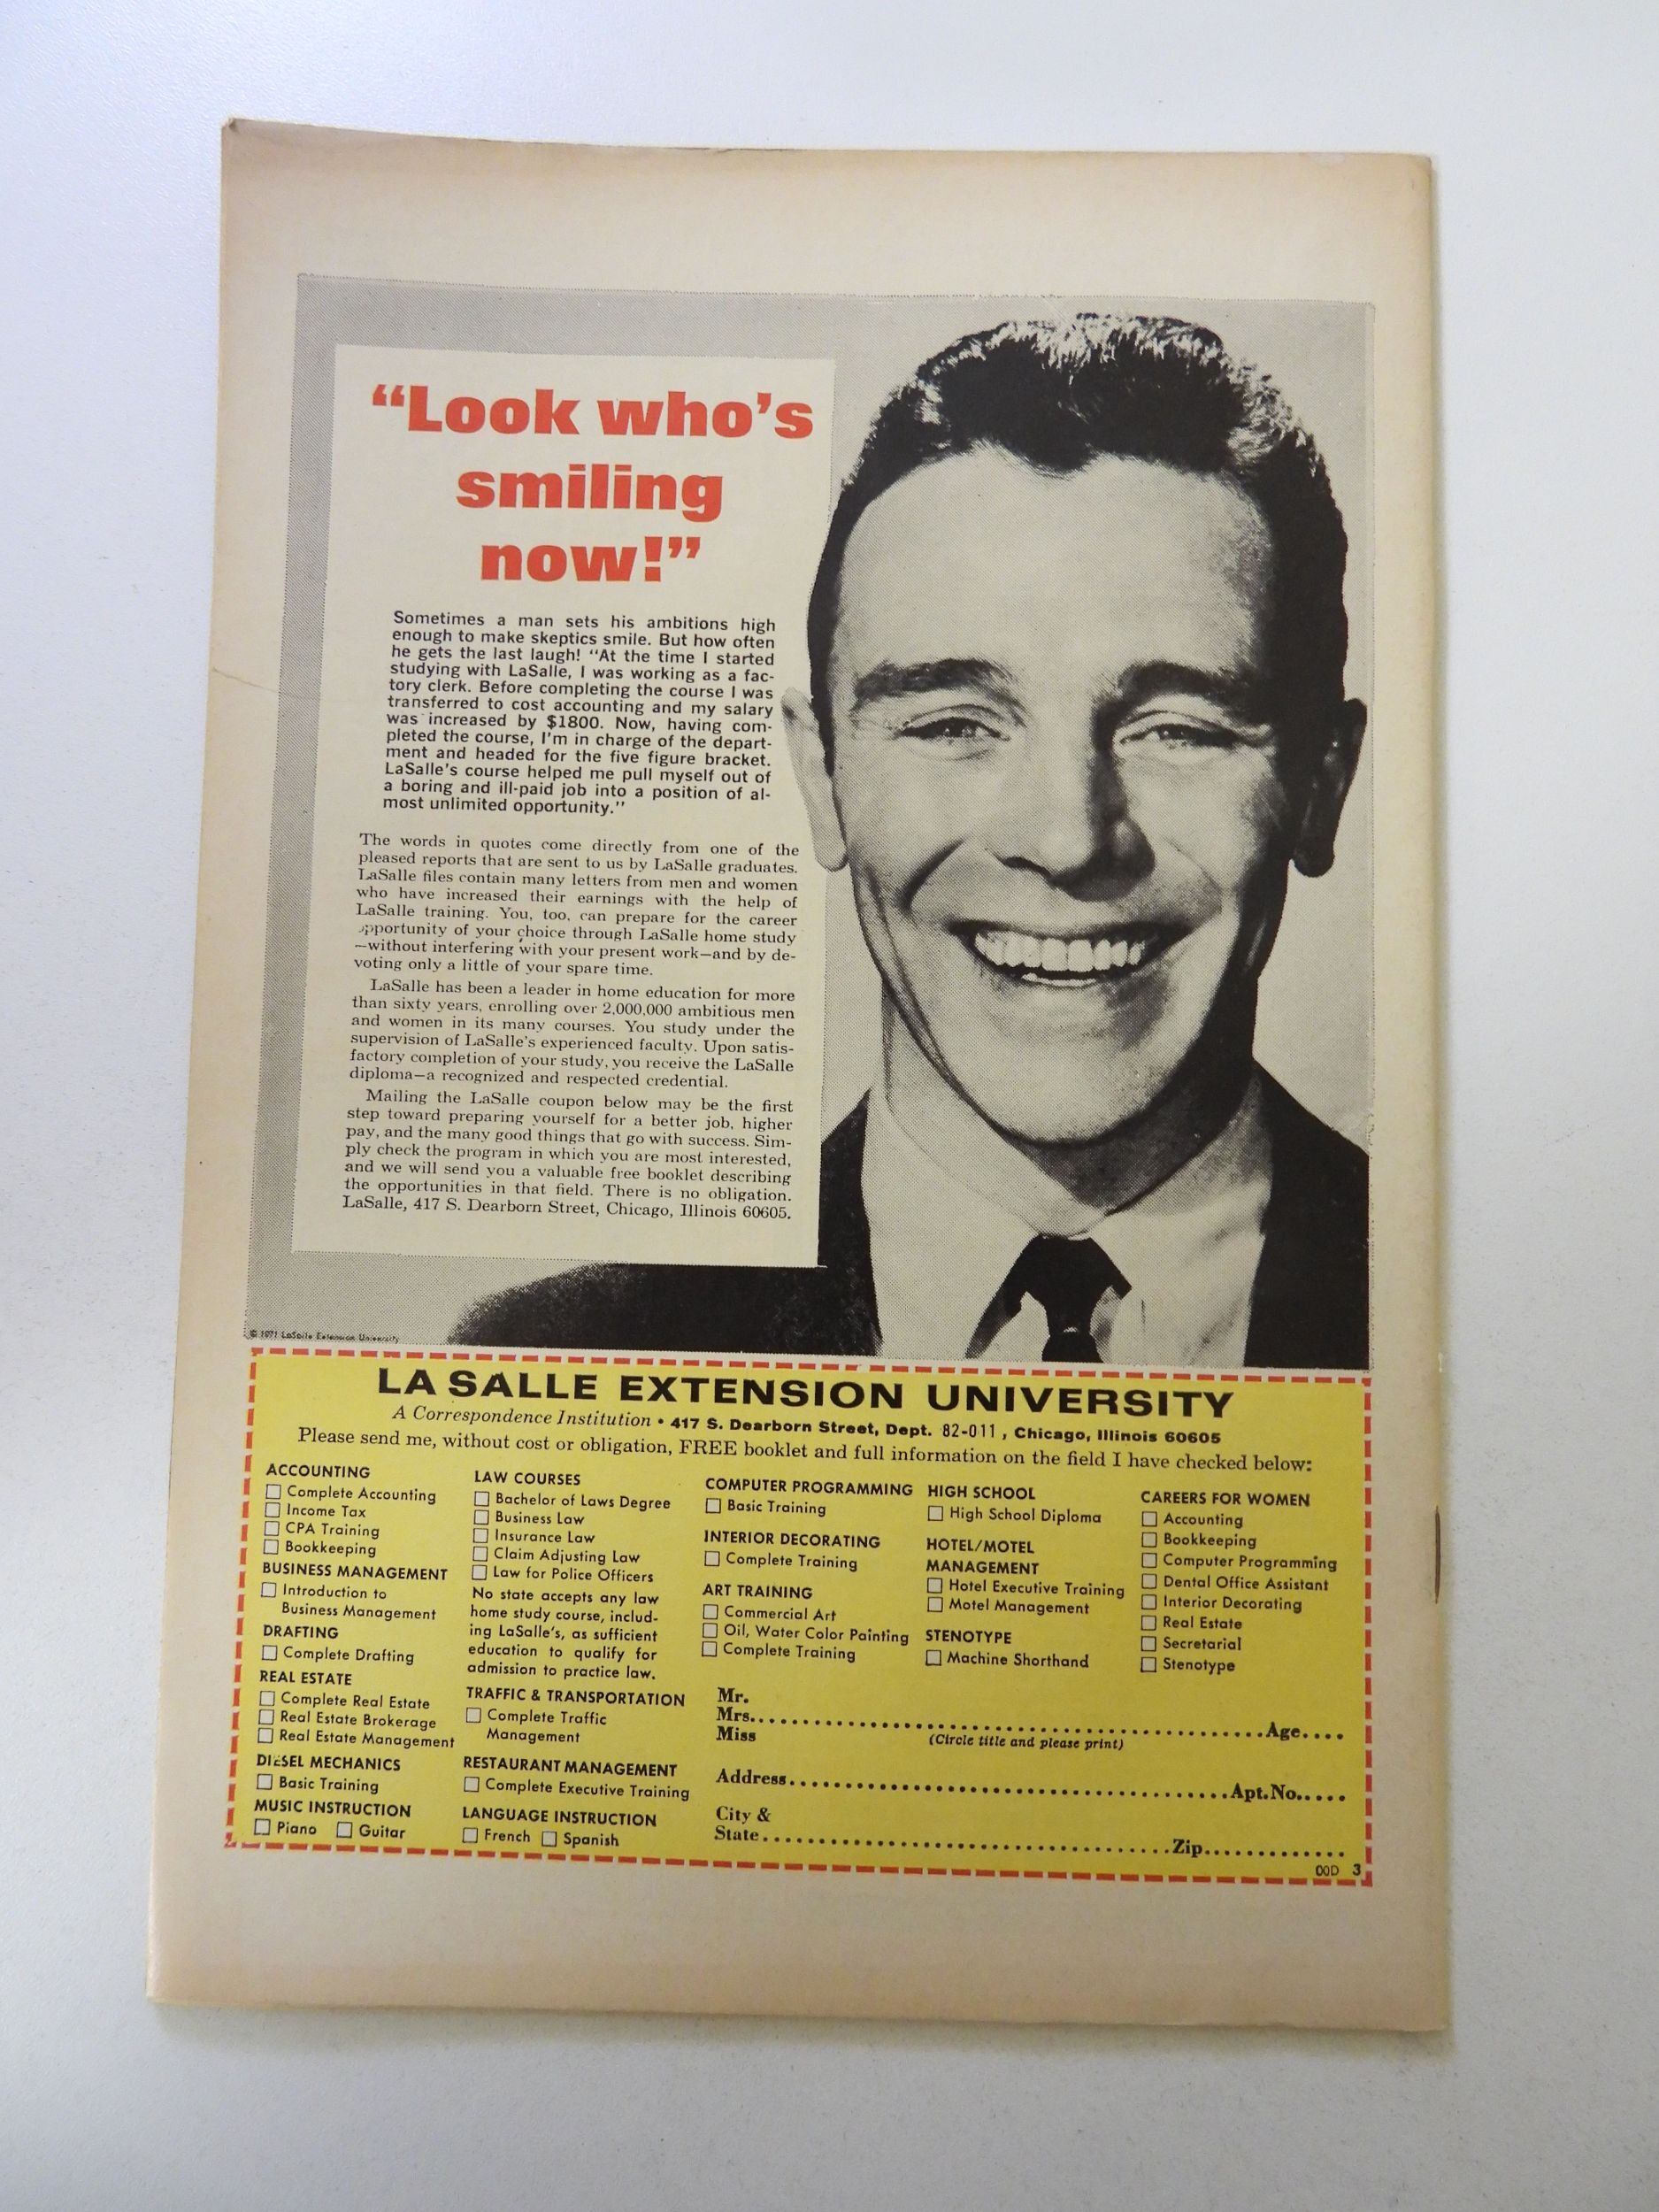 “Look who’s
smiling
now!”
Sometimes a man sets his ambitions high
enough to make skeptics smile. But how often
he gets the last laugh! “At the time I started
studying with LaSalle, I was working as a fac-
tory clerk. Before completing the course I was
transferred to cost accounting and my salary
was increased by $1800. Now, having com-
pleted the course, I’m in charge of the depart-
ment and headed for the five figure bracket.
LaSalle’s course helped me pull myself out of
a boring and ill-paid job into a position of al-
most unlimited opportunity.”
The words in quotes come directly from one of the
pleased reports that are sent to us by LaSalle graduates.
LaSalle files contain many letters from men and women
who have increased their earnings with the help of
LaSalle training. You, too, can prepare for the career
opportunity of your choice through LaSalle home study
—without interfering with your present work—and by de-
voting only a little of your spare time.
LaSalle has been a leader in home education for more
than sixty years, enrolling over 2,000,000 ambitious men
and women in its many courses. You study under the
supervision of LaSalle’s experienced faculty. Upon satis-
factory completion of your study, you receive the LaSalle
diploma—a recognized and respected credential.
Mailing the LaSalle coupon below may be the first
step toward preparing yourself for a better job, higher
pay, and the many good things that go with success. Sim-
ply check the program in which you are most interested,
and we will send you a valuable free booklet describing
the opportunities in that field. There is no obligation.
LaSalle, 417 S. Dearborn Street, Chicago, Illinois 60605.
© 1971 LaSalle Extension University
LA SALLE EXTENSION UNIVERSITY
A Correspondence Institution • 417 S. Dearborn Street, Dept. 82-011, Chicago, Illinois 60605
Please send me, without cost or obligation, FREE booklet and full information on the field I have checked below:
ACCOUNTING
Complete Accounting
Income Tax
CPA Training
Bookkeeping
BUSINESS MANAGEMENT
Introduction to
Business Management
DRAFTING
Complete Drafting
REAL ESTATE
Complete Real Estate
Real Estate Brokerage
Real Estate Management
DIESEL MECHANICS
Basic Training
MUSIC INSTRUCTION
Piano Guitar
LAW COURSES
Bachelor of Laws Degree
Business Law
Insurance Law
Claim Adjusting Law
Law for Police Officers
No state accepts any law
home study course, includ-
ing LaSalle’s, as sufficient
education to qualify for
admission to practice law.
TRAFFIC & TRANSPORTATION
Complete Traffic
Management
RESTAURANT MANAGEMENT
Complete Executive Training
LANGUAGE INSTRUCTION
French Spanish
COMPUTER PROGRAMMING
Basic Training
INTERIOR DECORATING
Complete Training
ART TRAINING
Commercial Art
Oil, Water Color Painting
Complete Training
HIGH SCHOOL
High School Diploma
HOTEL/MOTEL
MANAGEMENT
Hotel Executive Training
Motel Management
STENOTYPE
Machine Shorthand
CAREERS FOR WOMEN
Accounting
Bookkeeping
Computer Programming
Dental Office Assistant
Interior Decorating
Real Estate
Secretarial
Stenotype
Mr.
Mrs. Age
Miss (Circle title and please print)
Address Apt.No.
City &
State Zip
00D 3